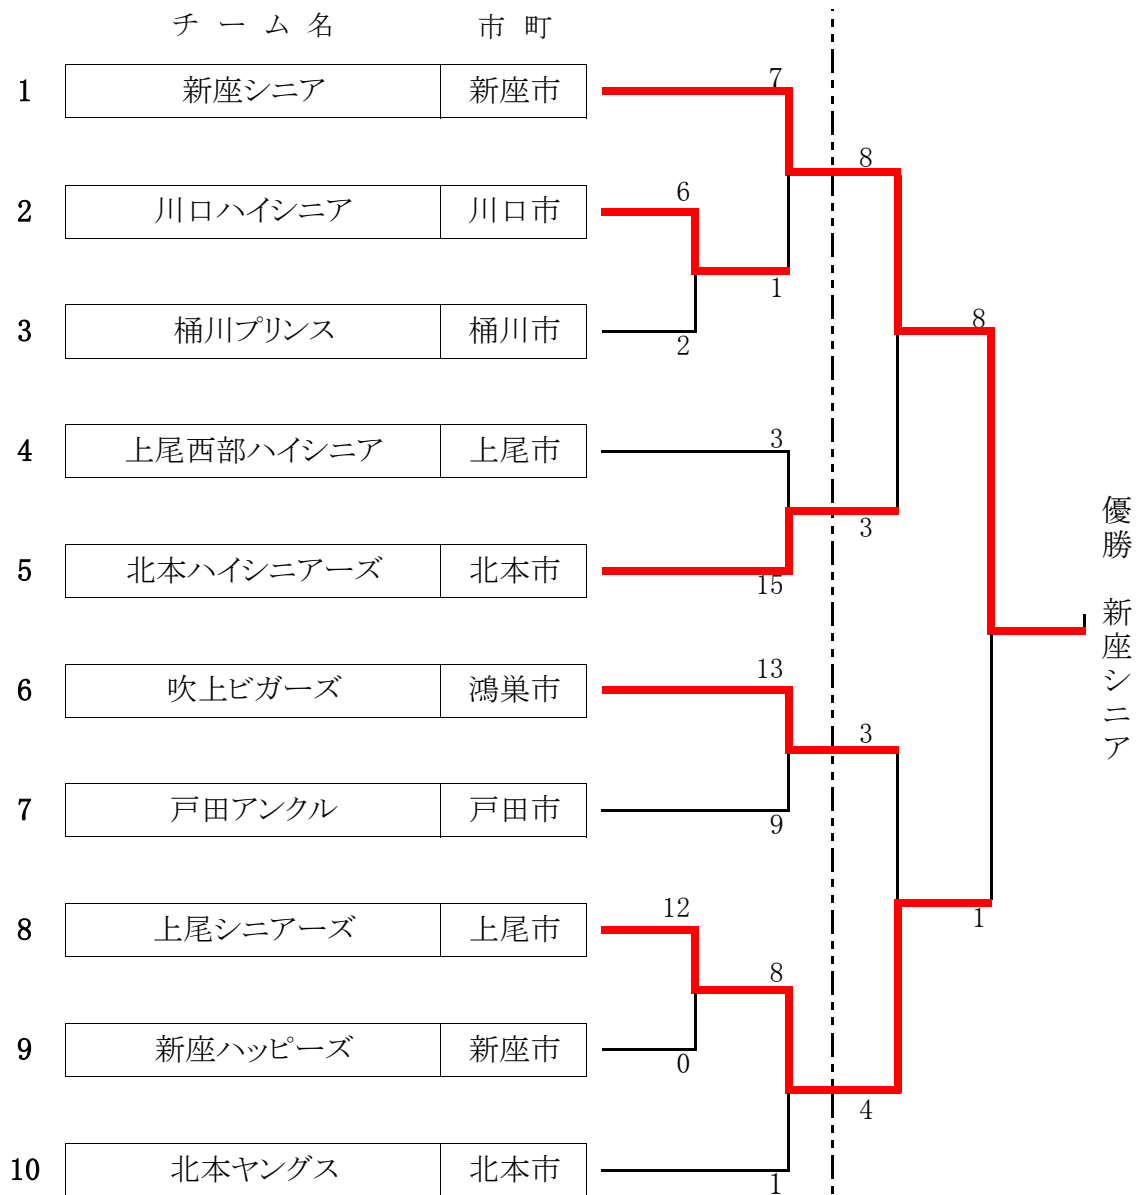 チーム名 市町
7
1 新座シニア 新座市
8
6
2 川口ハイシニア 川口市
1
8
3 桶川プリンス 桶川市
2
3
4 上尾西部ハイシニア 上尾市
3
5 北本ハイシニアーズ 北本市
15
優勝 新座シニア
13
6 吹上ビガーズ 鴻巣市
3
7 戸田アンクル 戸田市
9
12
1
8 上尾シニアーズ 上尾市
8
9 新座ハッピーズ 新座市
0
4
10 北本ヤングス 北本市
1